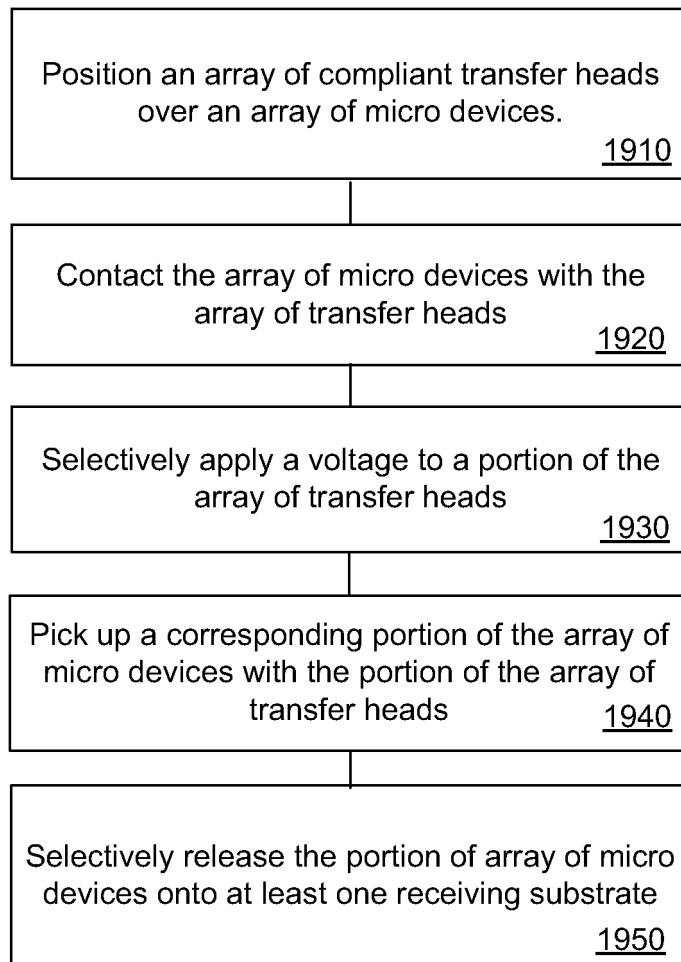 Position an array of compliant transfer heads
over an array of micro devices.
1910
Contact the array of micro devices with the
array of transfer heads
1920
Selectively apply a voltage to a portion of the
array of transfer heads
1930
Pick up a corresponding portion of the array of
micro devices with the portion of the array of
transfer heads
1940
Selectively release the portion of array of micro
devices onto at least one receiving substrate
1950